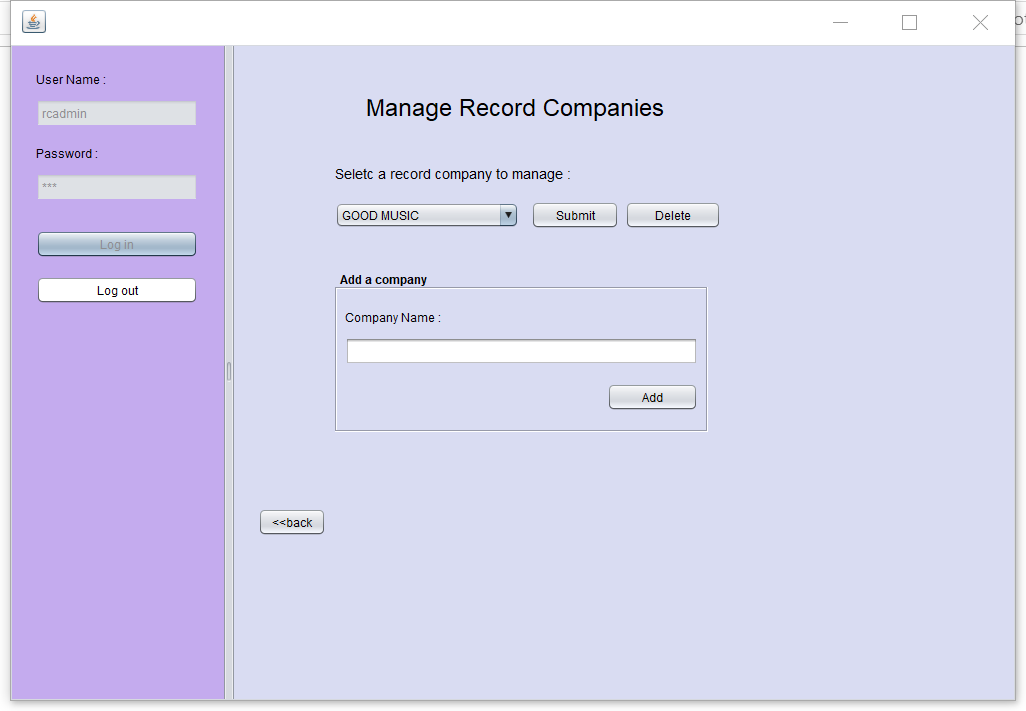 User Name :
rcadmin
Password :
***
Log in
Log out
Manage Record Companies
Seletc a record company to manage :
GOOD MUSIC
Submit
Delete
Add a company
Company Name :
Add
<<back